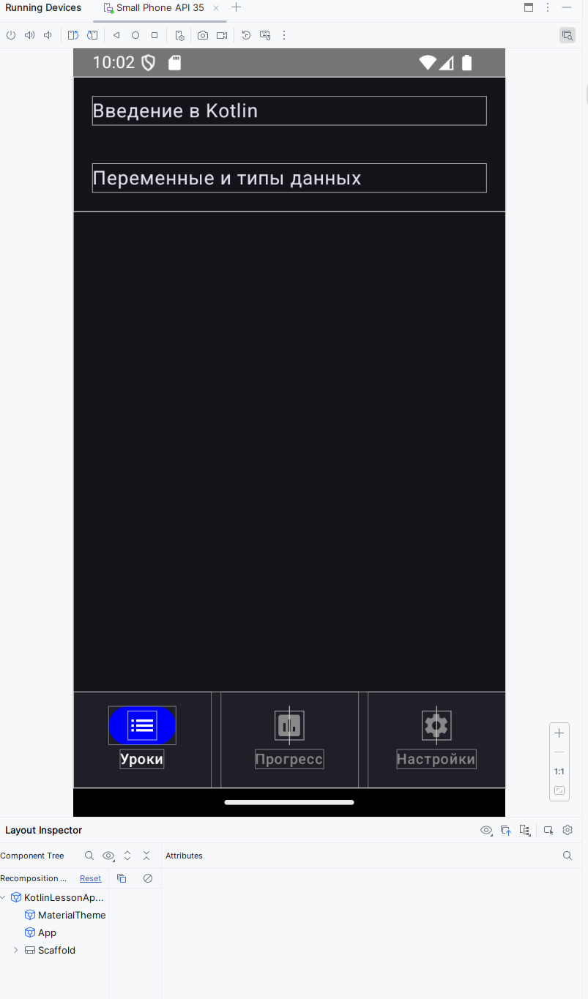 Running Devices
Small Phone API 35
10:02
Введение в Kotlin
Переменные и типы данных
Уроки
Прогресс
Настройки
1:1
Layout Inspector
Component Tree
Attributes
Recomposition ...
Reset
KotlinLessonAp...
MaterialTheme
App
Scaffold